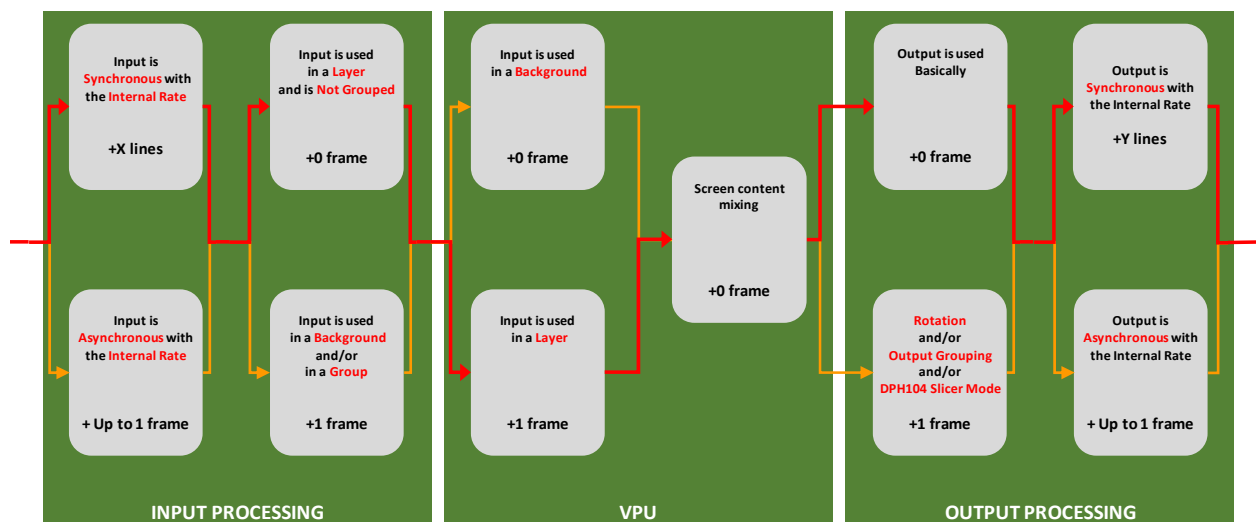 Input is
Synchronous with
the Internal Rate
+X lines
Input is used
in a Layer
and is Not Grouped
+0 frame
Input is
Asynchronous with
the Internal Rate
+ Up to 1 frame
Input is used
in a Background
and/or
in a Group
+1 frame
INPUT PROCESSING
Input is used
in a Background
+0 frame
Input is used
in a Layer
+1 frame
Screen content
mixing
+0 frame
VPU
Output is used
Basically
+0 frame
Output is
Synchronous with
the Internal Rate
+Y lines
Rotation
and/or
Output Grouping
and/or
DPH104 Slicer Mode
+1 frame
Output is
Asynchronous with
the Internal Rate
+ Up to 1 frame
OUTPUT PROCESSING